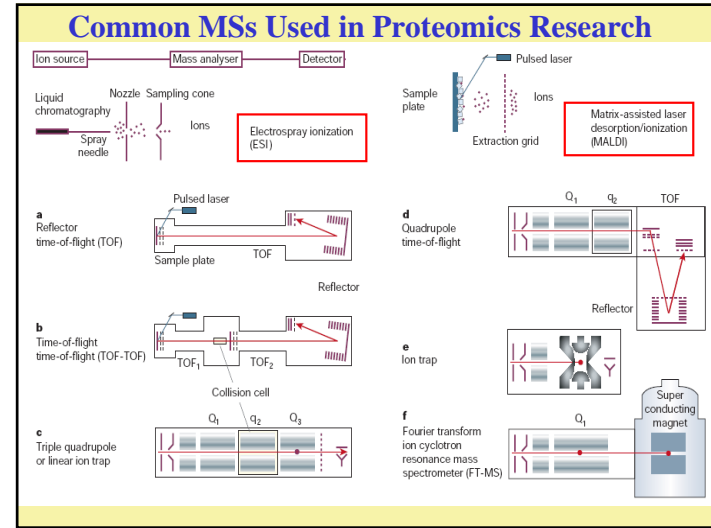 Common MSs Used in Proteomics Research
Ion source
Mass analyser
Detector
Nozzle Sampling cone
Liquid
chromatography
Spray
needle
Ions
Electrospray ionization
(ESI)
Pulsed laser
Sample
plate
Ions
Extraction grid
Matrix-assisted laser
desorption/ionization
(MALDI)
a
Reflector
time-of-flight (TOF)
Pulsed laser
Sample plate
TOF
Reflector
b
Time-of-flight
time-of-flight (TOF-TOF)
TOF₁
TOF₂
Collision cell
c
Triple quadrupole
or linear ion trap
Q₁
q₂
Q₃
d
Quadrupole
time-of-flight
Q₁
q₂
TOF
Reflector
e
Ion trap
f
Fourier transform
ion cyclotron
resonance mass
spectrometer (FT-MS)
Q₁
Super
conducting
magnet